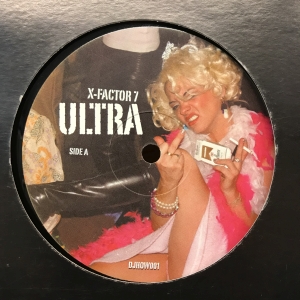 X-FACTOR 7
ULTRA
SIDE A
DJROW001